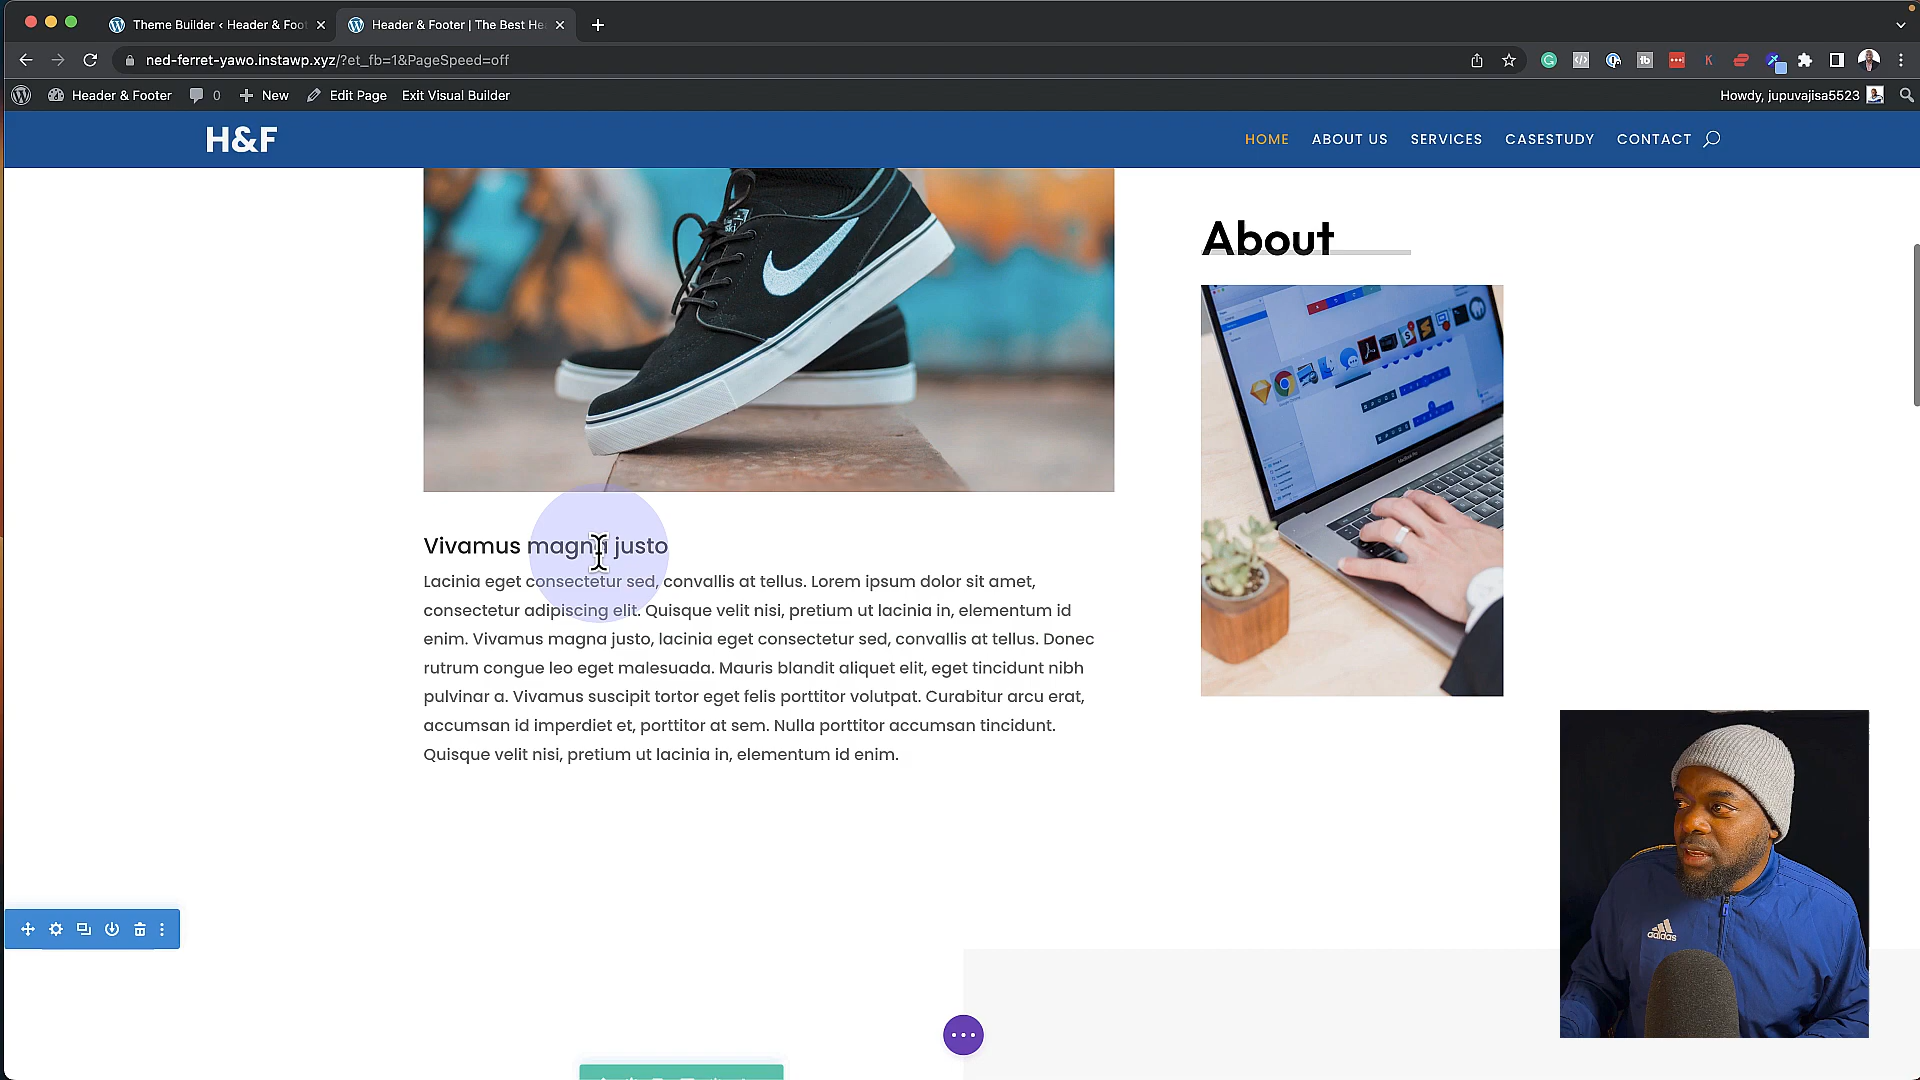 Theme Builder ‹ Header & Foo
Header & Footer | The Best He
ned-ferret-yawo.instawp.xyz/?et_fb=1&PageSpeed=off
Header & Footer
0
New
Edit Page
Exit Visual Builder
Howdy, jupuvajisa5523
H&F
HOME
ABOUT US
SERVICES
CASESTUDY
CONTACT
About
Vivamus magna justo
Lacinia eget consectetur sed, convallis at tellus. Lorem ipsum dolor sit amet,
consectetur adipiscing elit. Quisque velit nisi, pretium ut lacinia in, elementum id
enim. Vivamus magna justo, lacinia eget consectetur sed, convallis at tellus. Donec
rutrum congue leo eget malesuada. Mauris blandit aliquet elit, eget tincidunt nibh
pulvinar a. Vivamus suscipit tortor eget felis porttitor volutpat. Curabitur arcu erat,
accumsan id imperdiet et, porttitor at sem. Nulla porttitor accumsan tincidunt.
Quisque velit nisi, pretium ut lacinia in, elementum id enim.
adidas